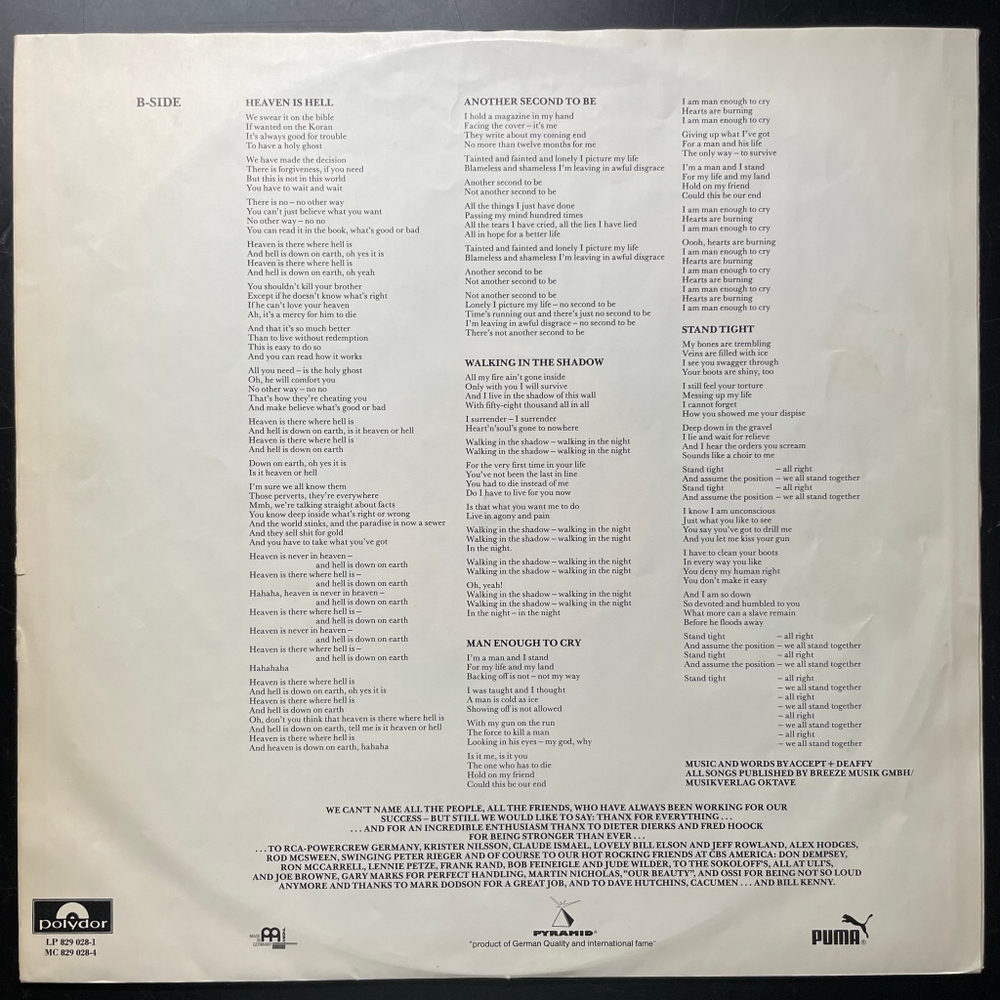 B-SIDE
HEAVEN IS HELL
We swear it on the bible
If wanted on the Koran
It's always good for trouble
To have a holy ghost
We have made the decision
There is forgiveness, if you need
But this is not in this world
You have to wait and wait
There is no – no other way
You can't just believe what you want
No other way – no no
You can read it in the book, what's good or bad
Heaven is there where hell is
And hell is down on earth, oh yes it is
Heaven is there where hell is
And hell is down on earth, oh yeah
You shouldn't kill your brother
Except if he doesn't know what's right
If he can't love your heaven
Ah, it's a mercy for him to die
And that it's so much better
Than to live without redemption
This is easy to do so
And you can read how it works
All you need – is the holy ghost
Oh, he will comfort you
No other way – no no
That's how they're cheating you
And make believe what's good or bad
Heaven is there where hell is
And hell is down on earth, is it heaven or hell
Heaven is there where hell is
And hell is down on earth
Down on earth, oh yes it is
Is it heaven or hell
I'm sure we all know them
Those perverts, they're everywhere
Mmh, we're talking straight about facts
You know deep inside what's right or wrong
And the world stinks, and the paradise is now a sewer
And they sell shit for gold
And you have to take what you've got
Heaven is never in heaven –
and hell is down on earth
Heaven is there where hell is –
and hell is down on earth
Hahaha, heaven is never in heaven –
and hell is down on earth
Heaven is there where hell is –
and hell is down on earth
Heaven is never in heaven –
and hell is down on earth
Heaven is there where hell is –
and hell is down on earth
Hahahaha
Heaven is there where hell is
And hell is down on earth, oh yes it is
Heaven is there where hell is
And hell is down on earth
Oh, don't you think that heaven is there where hell is
And hell is down on earth, tell me is it heaven or hell
Heaven is there where hell is
And heaven is down on earth, hahaha
ANOTHER SECOND TO BE
I hold a magazine in my hand
Facing the cover – it's me
They write about my coming end
No more than twelve months for me
Tainted and fainted and lonely I picture my life
Blameless and shameless I'm leaving in awful disgrace
Another second to be
Not another second to be
All the things I just have done
Passing my mind hundred times
All the tears I have cried, all the lies I have lied
All in hope for a better life
Tainted and fainted and lonely I picture my life
Blameless and shameless I'm leaving in awful disgrace
Another second to be
Not another second to be
Not another second to be
Lonely I picture my life – no second to be
Time's running out and there's just no second to be
I'm leaving in awful disgrace – no second to be
There's not another second to be
WALKING IN THE SHADOW
All my fire ain't gone inside
Only with you I will survive
And I live in the shadow of this wall
With fifty-eight thousand all in all
I surrender – I surrender
Heart'n'soul's gone to nowhere
Walking in the shadow – walking in the night
Walking in the shadow – walking in the night
For the very first time in your life
You've not been the last in line
You had to die instead of me
Do I have to live for you now
Is that what you want me to do
Live in agony and pain
Walking in the shadow – walking in the night
Walking in the shadow – walking in the night
In the night.
Walking in the shadow – walking in the night
Walking in the shadow – walking in the night
Oh, yeah!
Walking in the shadow – walking in the night
Walking in the shadow – walking in the night
In the night – in the night
MAN ENOUGH TO CRY
I'm a man and I stand
For my life and my land
Backing off is not – not my way
I was taught and I thought
A man is cold as ice
Showing off is not allowed
With my gun on the run
The force to kill a man
Looking in his eyes – my god, why
Is it me, is it you
The one who has to die
Hold on my friend
Could this be our end
I am man enough to cry
Hearts are burning
I am man enough to cry
Giving up what I've got
For a man and his life
The only way – to survive
I'm a man and I stand
For my life and my land
Hold on my friend
Could this be our end
I am man enough to cry
Hearts are burning
I am man enough to cry
Oooh, hearts are burning
I am man enough to cry
Hearts are burning
I am man enough to cry
Hearts are burning
I am man enough to cry
Hearts are burning
I am man enough to cry
STAND TIGHT
My bones are trembling
Veins are filled with ice
I see you swagger through
Your boots are shiny, too
I still feel your torture
Messing up my life
I cannot forget
How you showed me your dispise
Deep down in the gravel
I lie and wait for relieve
And I hear the orders you scream
Sounds like a choir to me
Stand tight – all right
And assume the position – we all stand together
Stand tight – all right
And assume the position – we all stand together
I know I am unconscious
Just what you like to see
You say you've got to drill me
And you let me kiss your gun
I have to clean your boots
In every way you like
You deny my human right
You don't make it easy
And I am so down
So devoted and humbled to you
What more can a slave remain
Before he floods away
Stand tight – all right
And assume the position – we all stand together
Stand tight – all right
And assume the position – we all stand together
Stand tight – all right
– we all stand together
– all right
– we all stand together
– all right
– we all stand together
– all right
– we all stand together
MUSIC AND WORDS BY ACCEPT + DEAFFY
ALL SONGS PUBLISHED BY BREEZE MUSIK GMBH/
MUSIKVERLAG OKTAVE
WE CAN'T NAME ALL THE PEOPLE, ALL THE FRIENDS, WHO HAVE ALWAYS BEEN WORKING FOR OUR
SUCCESS – BUT STILL WE WOULD LIKE TO SAY: THANX FOR EVERYTHING . . .
. . . AND FOR AN INCREDIBLE ENTHUSIASM THANX TO DIETER DIERKS AND FRED HOOCK
FOR BEING STRONGER THAN EVER . . .
. . . TO RCA-POWERCREW GERMANY, KRISTER NILSSON, CLAUDE ISMAEL, LOVELY BILL ELSON AND JEFF ROWLAND, ALEX HODGES,
ROD MCSWEEN, SWINGING PETER RIEGER AND OF COURSE TO OUR HOT ROCKING FRIENDS AT CBS AMERICA: DON DEMPSEY,
RON MCCARRELL, LENNIE PETZE, FRANK RAND, BOB FEINEIGLE AND JUDE WILDER, TO THE SOKOLOFF'S, ALL AT ULI'S,
AND JOE BROWNE, GARY MARKS FOR PERFECT HANDLING, MARTIN NICHOLAS, "OUR BEAUTY", AND OSSI FOR BEING NOT SO LOUD
ANYMORE AND THANKS TO MARK DODSON FOR A GREAT JOB, AND TO DAVE HUTCHINS, CACUMEN . . . AND BILL KENNY.
polydor
LP 829 028-1
MC 829 028-4
PYRAMID®
"product of German Quality and international fame"
PUMA®